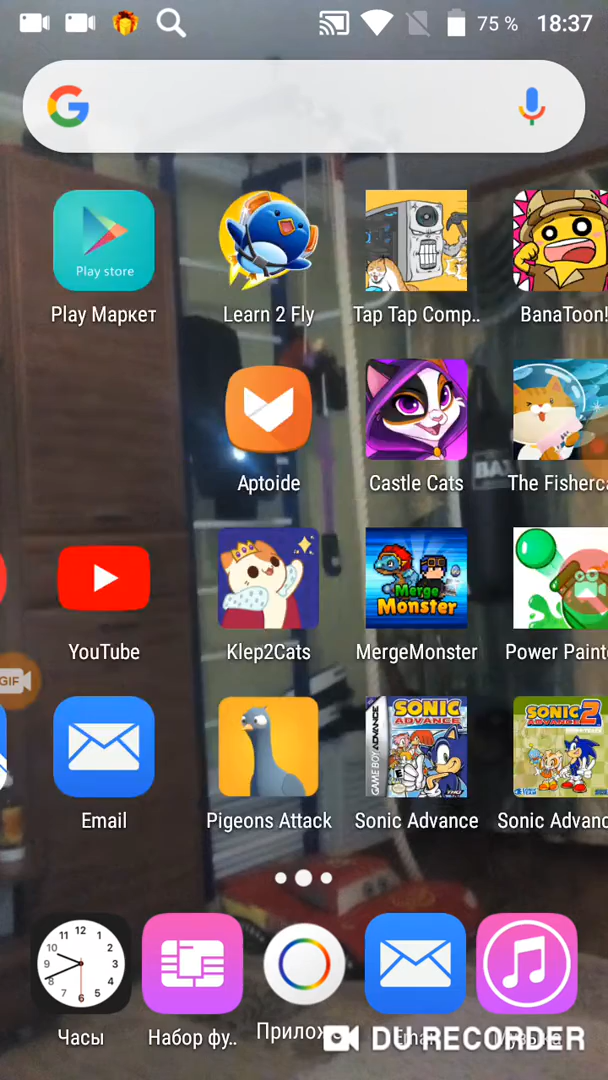 75 % 18:37
Play store
Play Маркет
Learn 2 Fly
Tap Tap Comp..
BanaToon!
Aptoide
Castle Cats
The Fisherc
YouTube
Klep2Cats
Merge
Monster
MergeMonster
Power Paint
GIF
Email
Pigeons Attack
GAME BOY ADVANCE
SONIC
ADVANCE
Sonic Advance
SONIC 2
ADVANCE
Sonic Advanc
12 1 2 3 4 5 6 7 8 9 10 11
Часы
Набор фу..
Прилож
Email
DU RECORDER